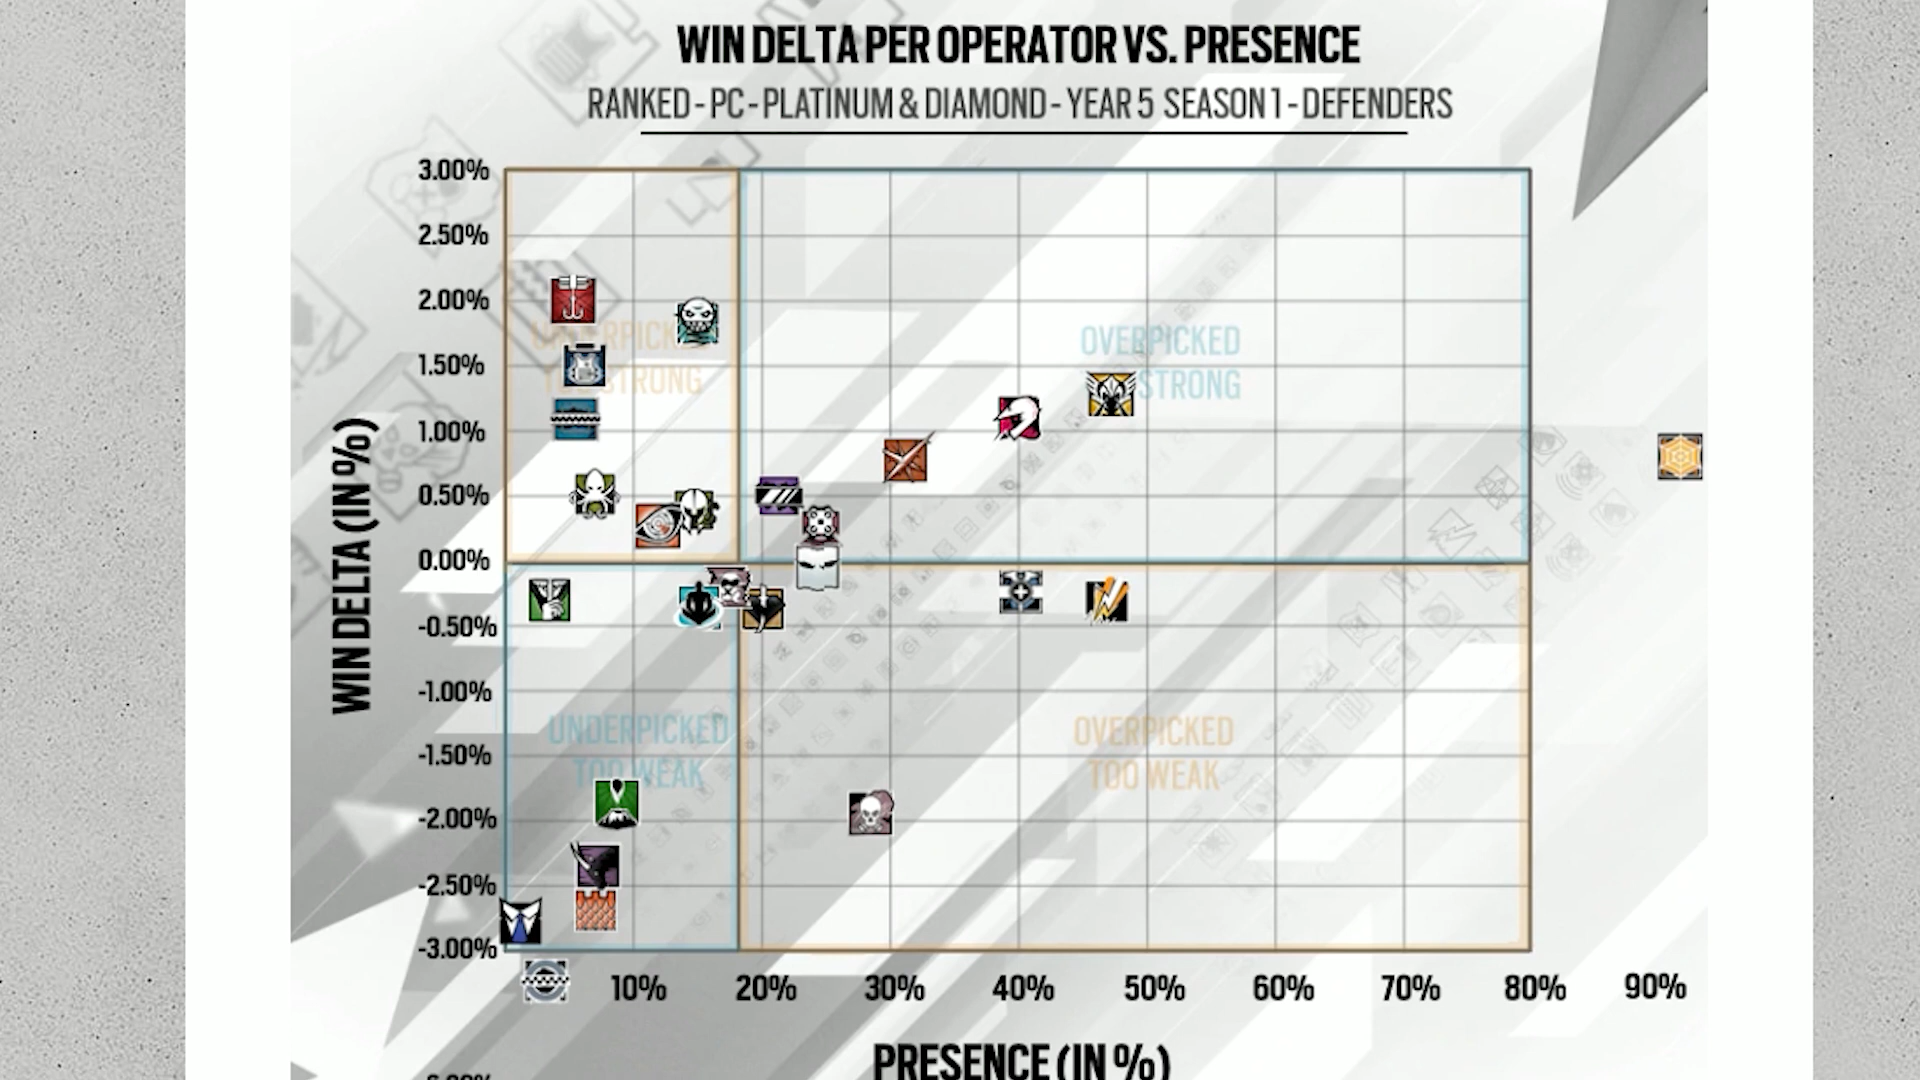 WIN DELTA PER OPERATOR VS. PRESENCE
RANKED - PC - PLATINUM & DIAMOND - YEAR 5 SEASON 1 - DEFENDERS
3.00%
2.50%
2.00%
1.50%
1.00%
0.50%
0.00%
-0.50%
-1.00%
-1.50%
-2.00%
-2.50%
-3.00%
WIN DELTA (IN %)
UNDERPICKED
TOO STRONG
OVERPICKED
STRONG
UNDERPICKED
TOO WEAK
OVERPICKED
TOO WEAK
10%
20%
30%
40%
50%
60%
70%
80%
90%
PRESENCE (IN %)